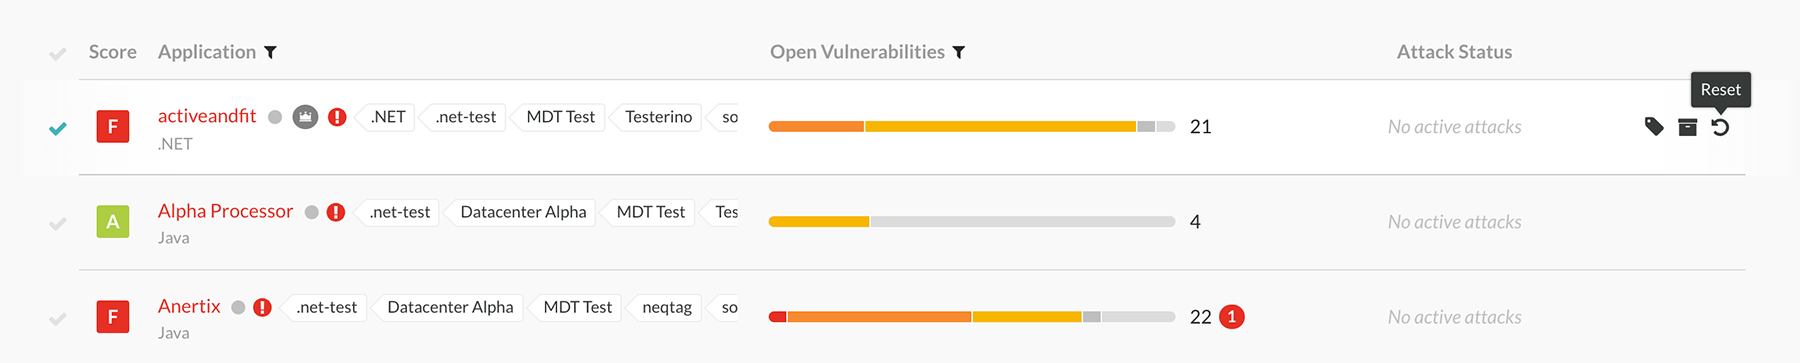 Score Application Open Vulnerabilities Attack Status
Reset
F activeandfit ! .NET .net-test MDT Test Testerino so 21 No active attacks
.NET
A Alpha Processor ! .net-test Datacenter Alpha MDT Test Tes 4 No active attacks
Java
F Anertix ! .net-test Datacenter Alpha MDT Test neqtag so 22 1 No active attacks
Java